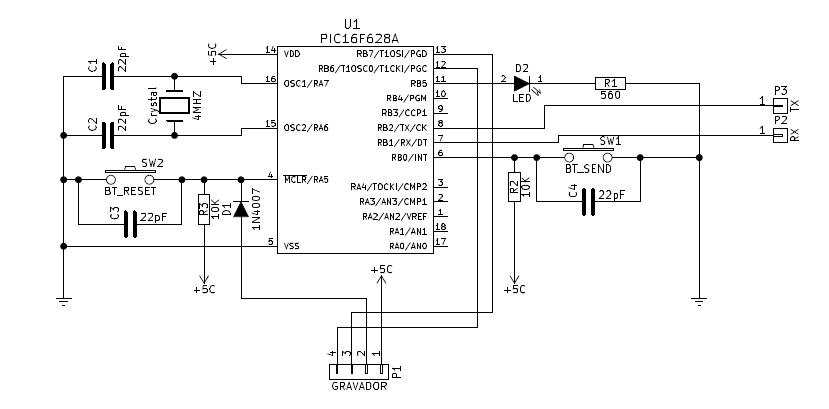 U1
PIC16F628A
+5C
14 VDD
16 OSC1/RA7
15 OSC2/RA6
4 MCLR/RA5
5 VSS
RB7/T1OSI/PGD 13
RB6/T1OSC0/T1CKI/PGC 12
RB5 11
RB4/PGM 10
RB3/CCP1 9
RB2/TX/CK 8
RB1/RX/DT 7
RB0/INT 6
RA4/TOCKI/CMP2 3
RA3/AN3/CMP1 2
RA2/AN2/VREF 1
RA1/AN1 18
RA0/AN0 17
C1 22pF
Crystal 4MHZ
C2 22pF
SW2
BT_RESET
C3 22pF
R3 10K
+5C
D1 1N4007
D2
2 1
LED
R1
560
P3
1 TX
P2
1 RX
SW1
BT_SEND
R2 10K
C4 22pF
+5C
+5C
4 3 2 1
P1
GRAVADOR